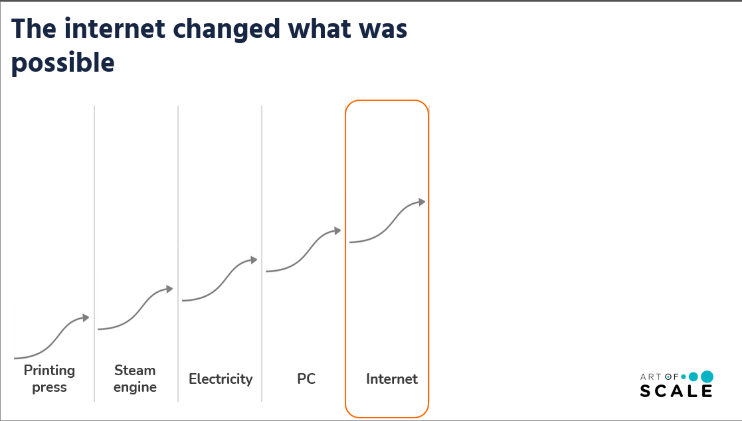 The internet changed what was
possible
Printing
press
Steam
engine
Electricity
PC
Internet
ART OF
SCALE